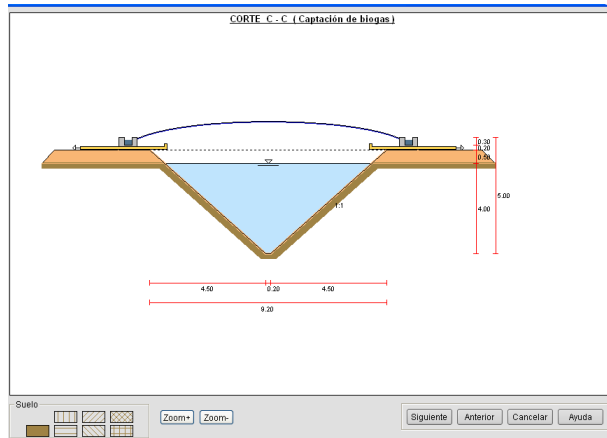 CORTE C - C ( Captación de biogas )
0.30
0.20
0.50
1:1
4.00
5.00
4.50
0.20
4.50
9.20
Suelo
Zoom+
Zoom-
Siguiente
Anterior
Cancelar
Ayuda